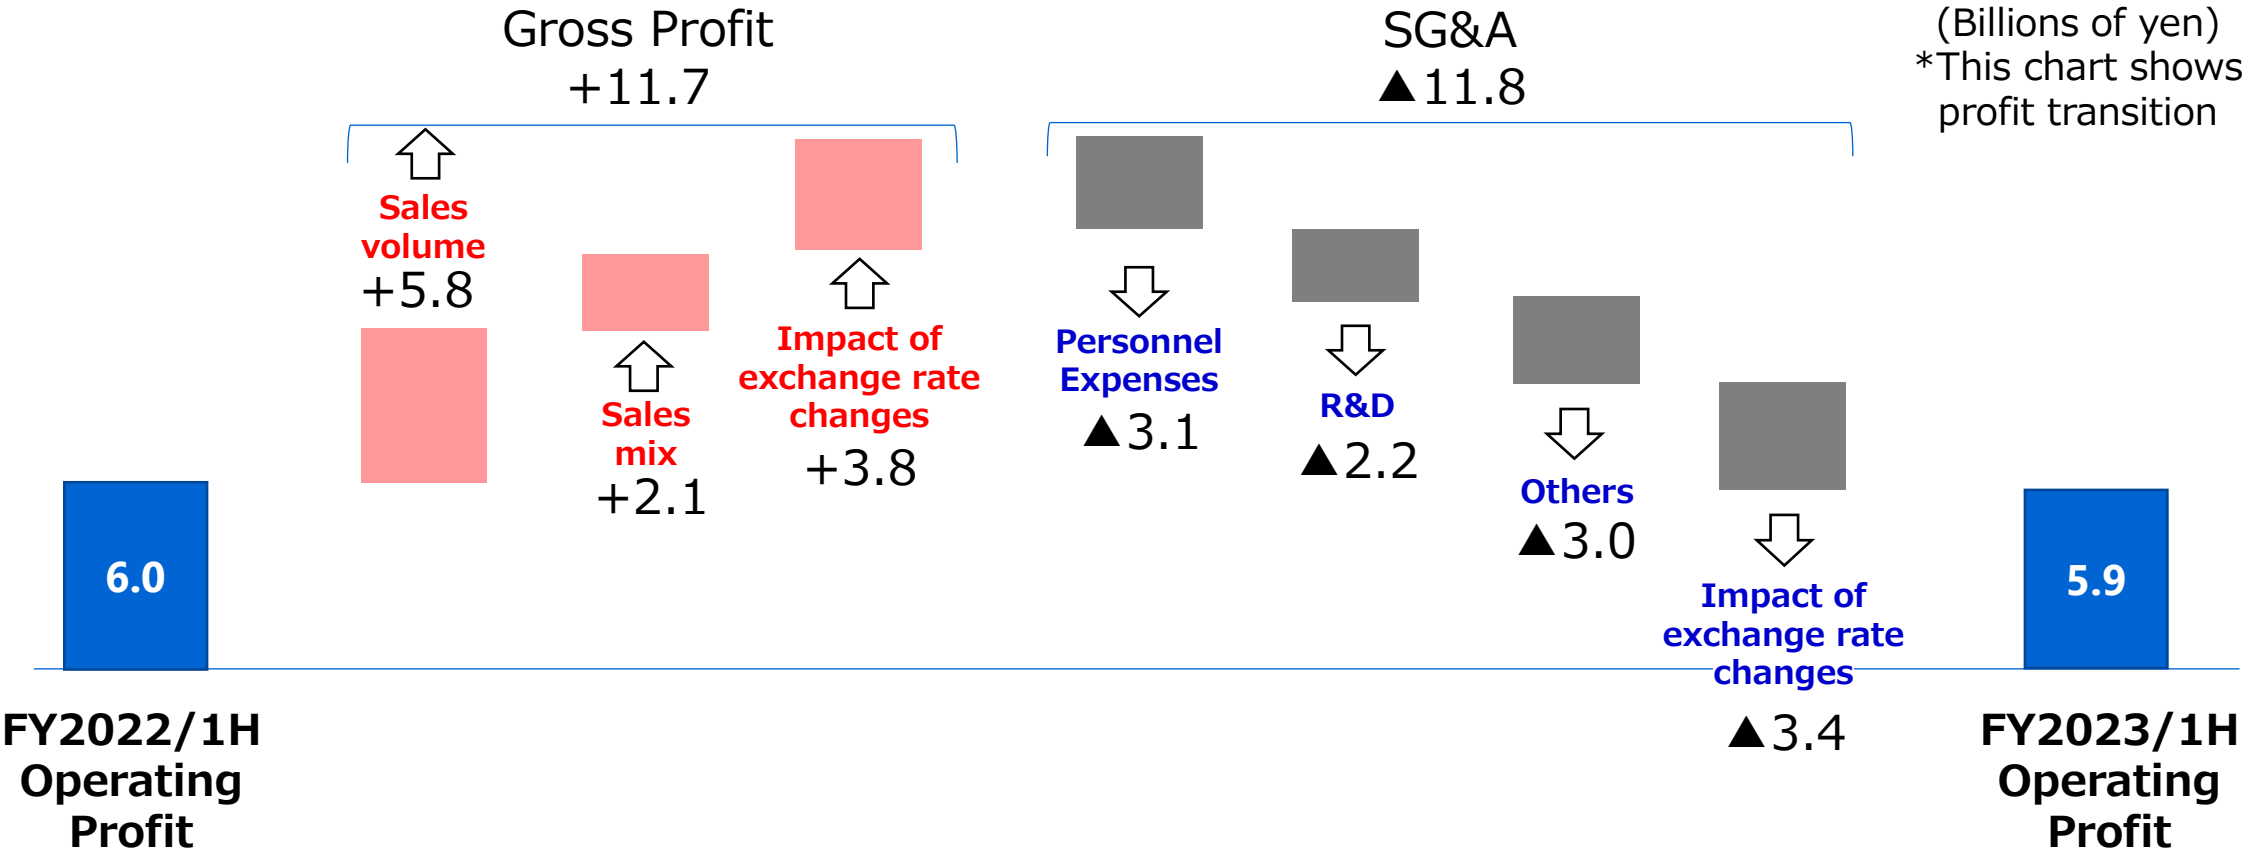 Gross Profit
+11.7
SG&A
▲11.8
(Billions of yen)
*This chart shows
profit transition
Sales
volume
+5.8
Sales
mix
+2.1
Impact of
exchange rate
changes
+3.8
Personnel
Expenses
▲3.1
R&D
▲2.2
Others
▲3.0
Impact of
exchange rate
changes
▲3.4
6.0
5.9
FY2022/1H
Operating
Profit
FY2023/1H
Operating
Profit